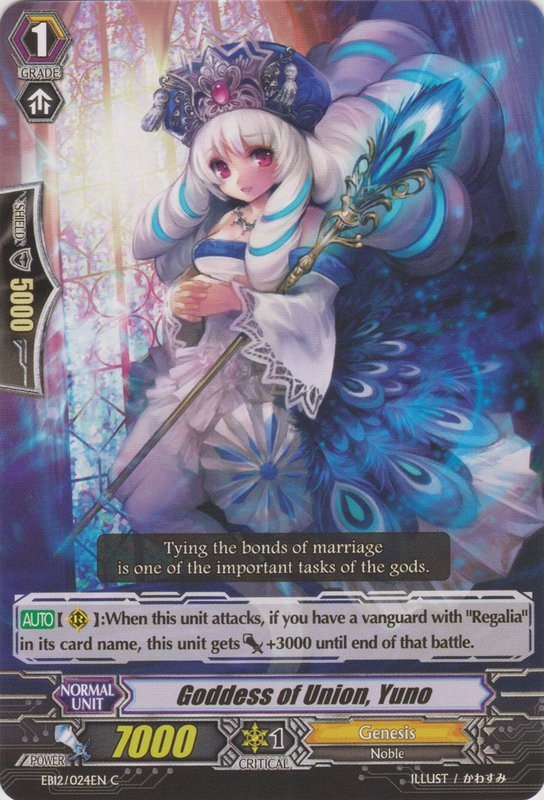 1
GRADE
SHIELD
5000
Tying the bonds of marriage
is one of the important tasks of the gods.
AUTO [ R ]:When this unit attacks, if you have a vanguard with "Regalia"
in its card name, this unit gets +3000 until end of that battle.
NORMAL
UNIT
Goddess of Union, Yuno
POWER
7000
1
CRITICAL
Genesis
Noble
EB12/024EN C
ILLUST / かわすみ